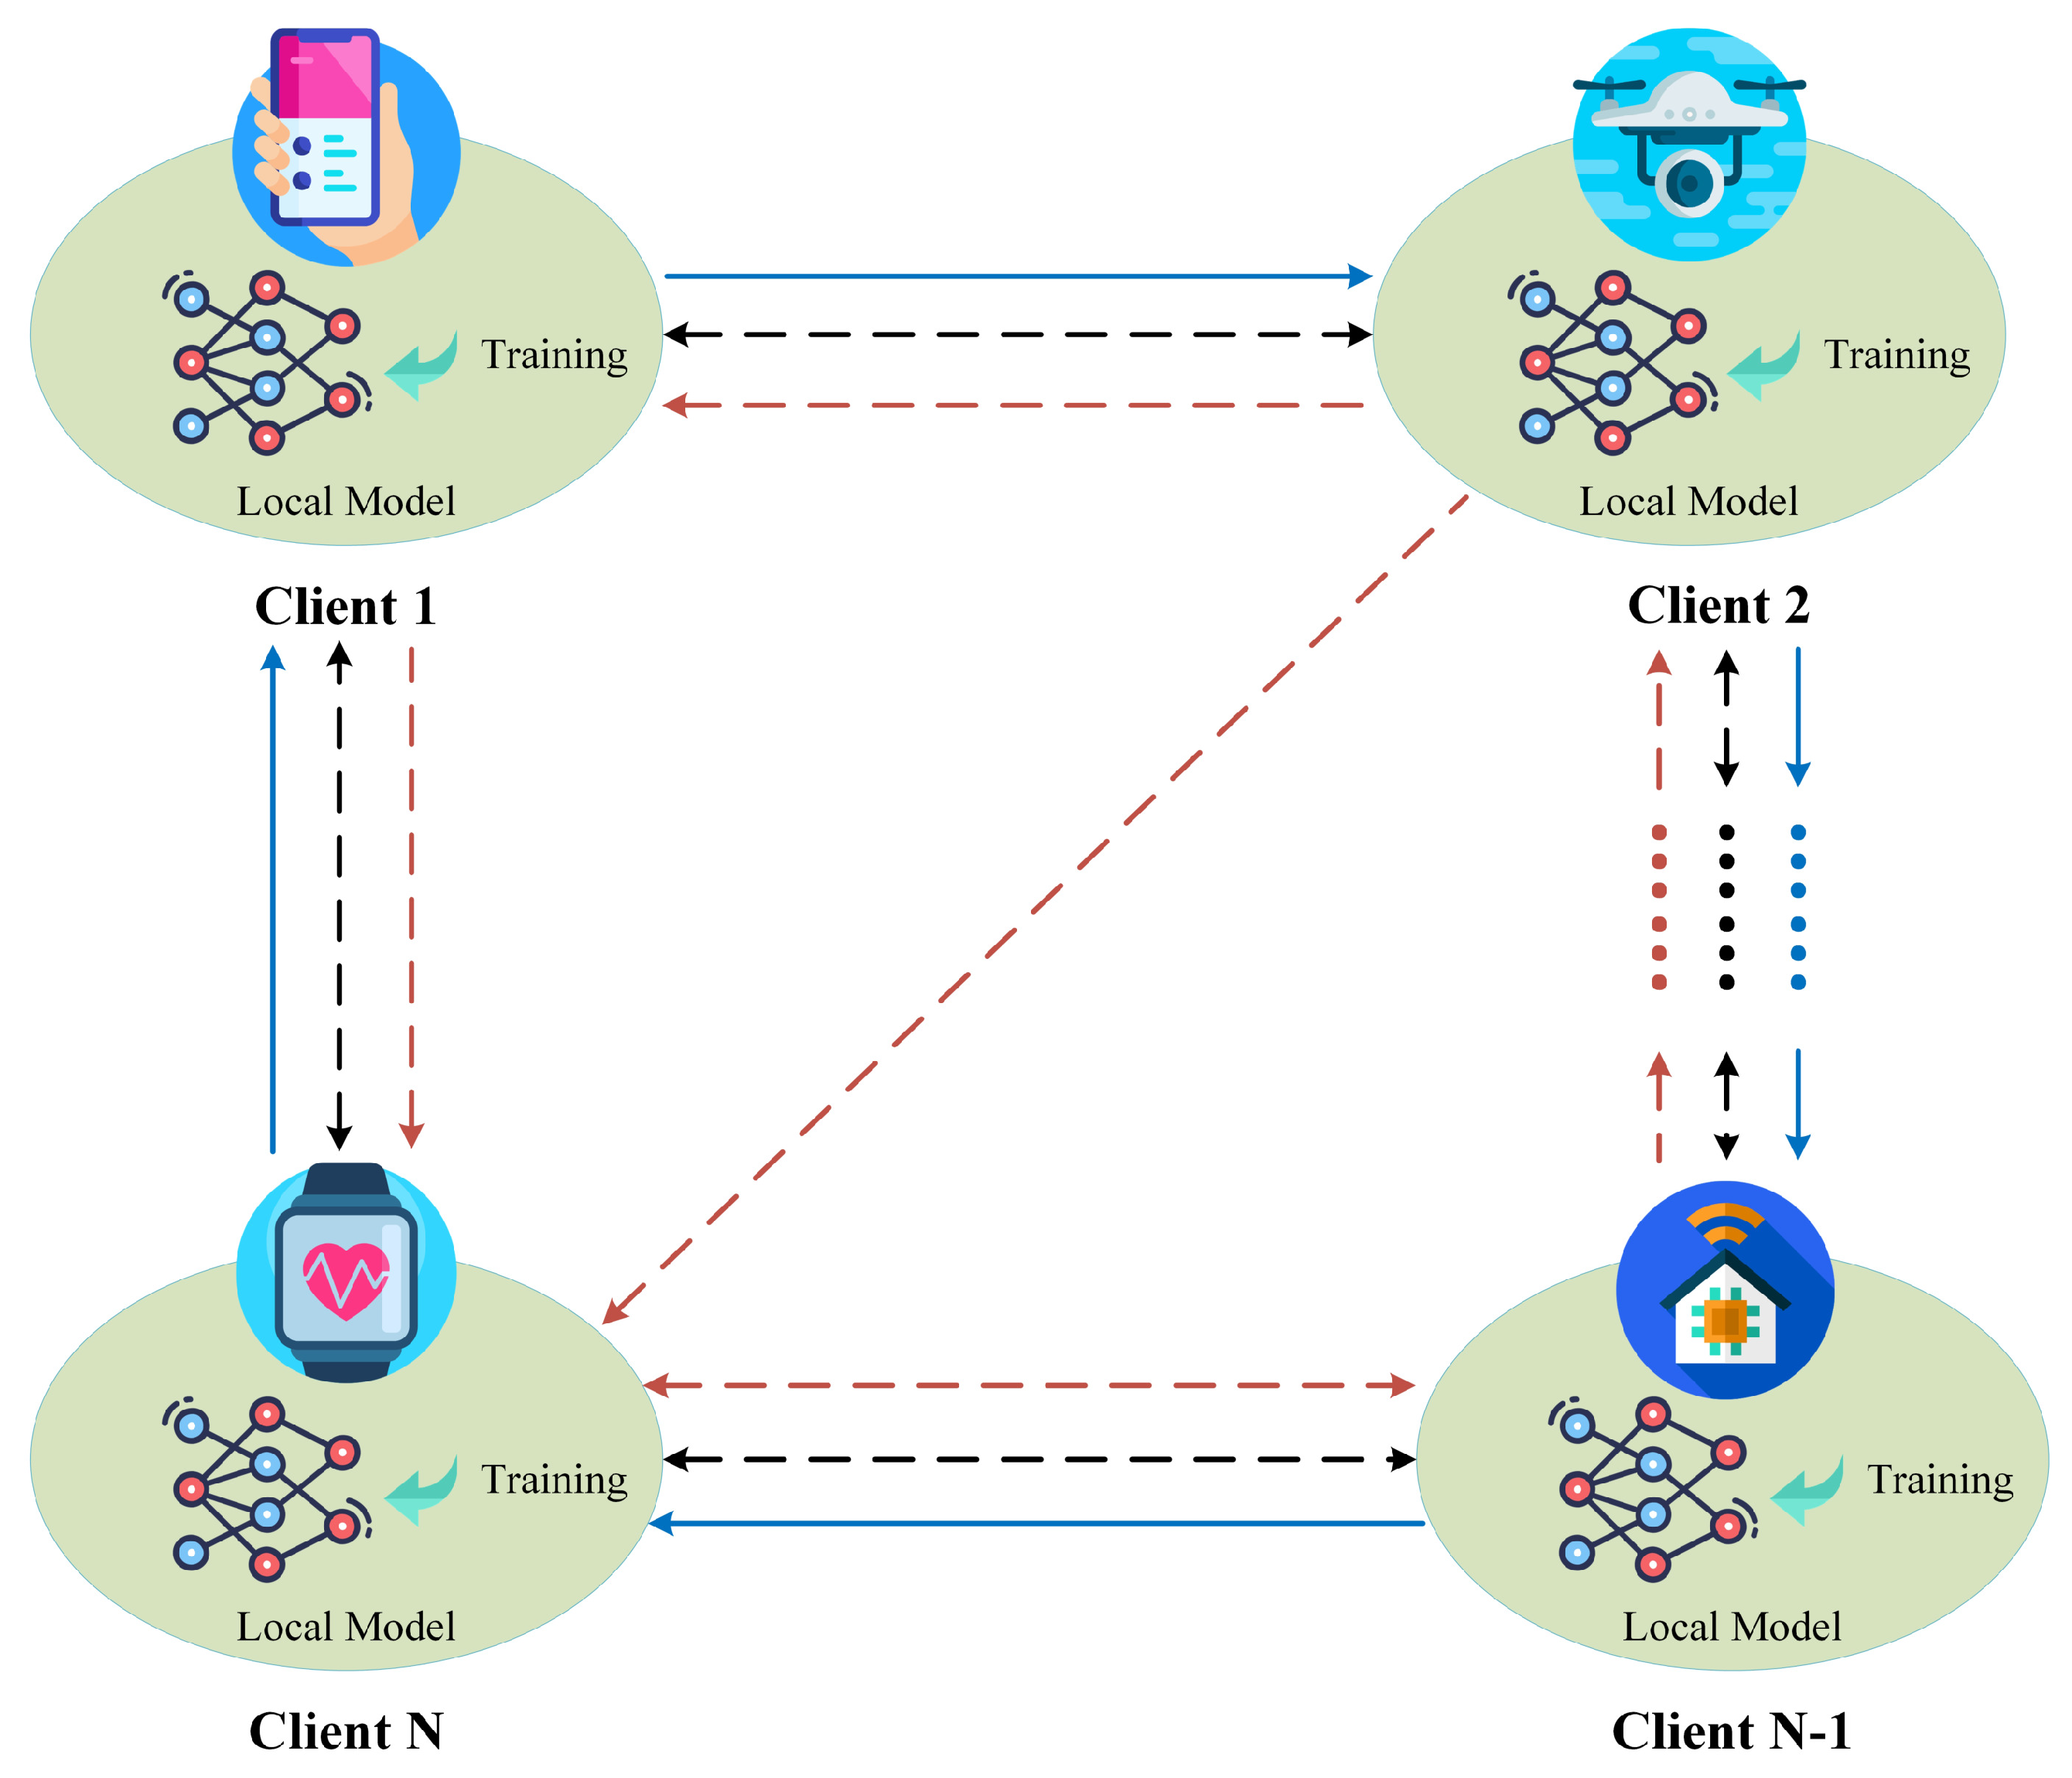 Training
Local Model
Client 1
Training
Local Model
Client 2
Training
Local Model
Client N
Training
Local Model
Client N-1